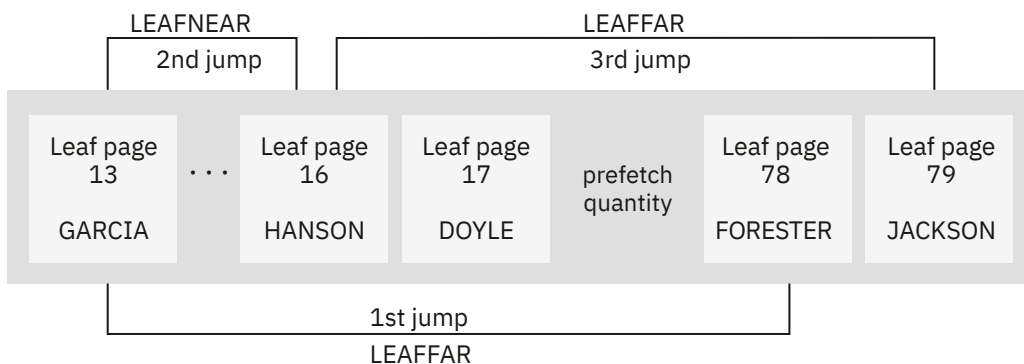 LEAFNEAR
LEAFFAR
2nd jump
3rd jump
Leaf page
13
GARCIA
. . .
Leaf page
16
HANSON
Leaf page
17
DOYLE
prefetch
quantity
Leaf page
78
FORESTER
Leaf page
79
JACKSON
1st jump
LEAFFAR